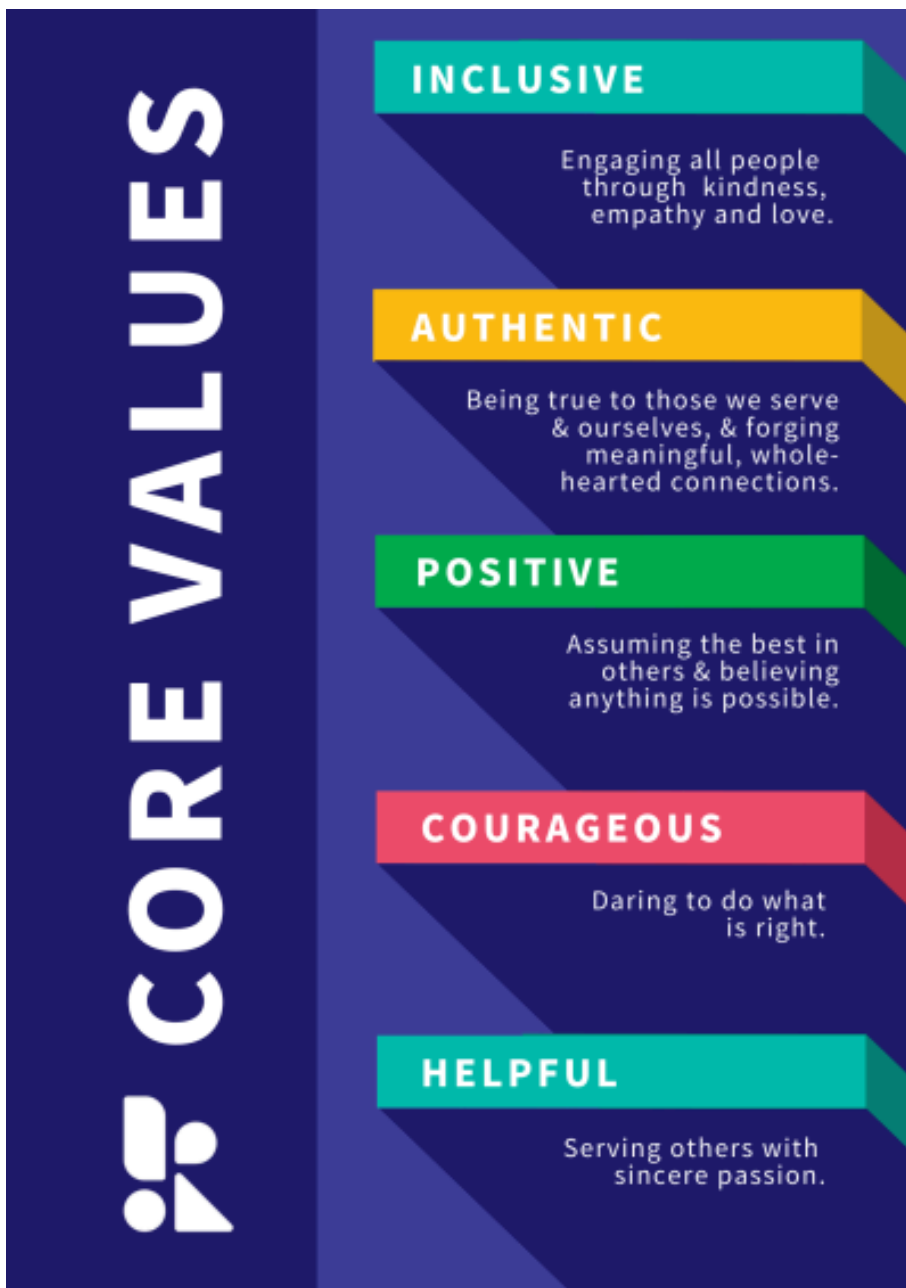 CORE VALUES
INCLUSIVE
Engaging all people
through kindness,
empathy and love.
AUTHENTIC
Being true to those we serve
& ourselves, & forging
meaningful, whole-
hearted connections.
POSITIVE
Assuming the best in
others & believing
anything is possible.
COURAGEOUS
Daring to do what
is right.
HELPFUL
Serving others with
sincere passion.